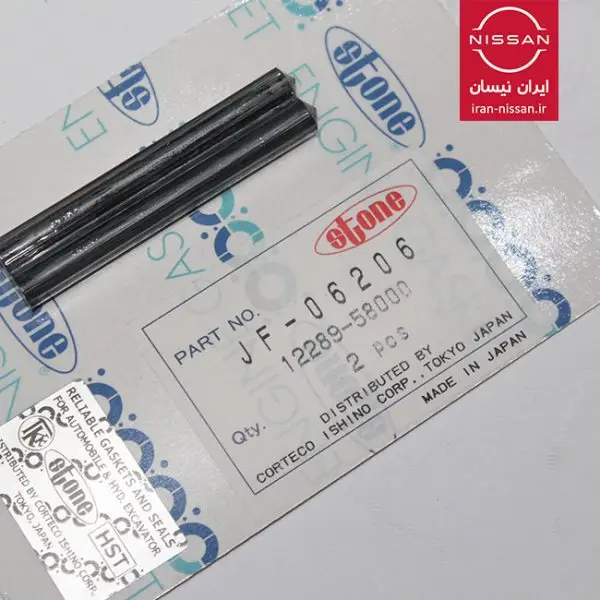 NISSAN
ایران نیسان
iran-nissan.ir
stone
stone
PART NO.
JF-06206
12289-58000
Qty.
2 pcs
DISTRIBUTED BY
CORTECO ISHINO CORP., TOKYO JAPAN
MADE IN JAPAN
stone
RELIABLE GASKETS AND SEALS
FOR AUTOMOBILE & HYD. EXCAVATOR
stone
HST
DISTRIBUTED BY CORTECO ISHINO CORP.
TOKYO, JAPAN